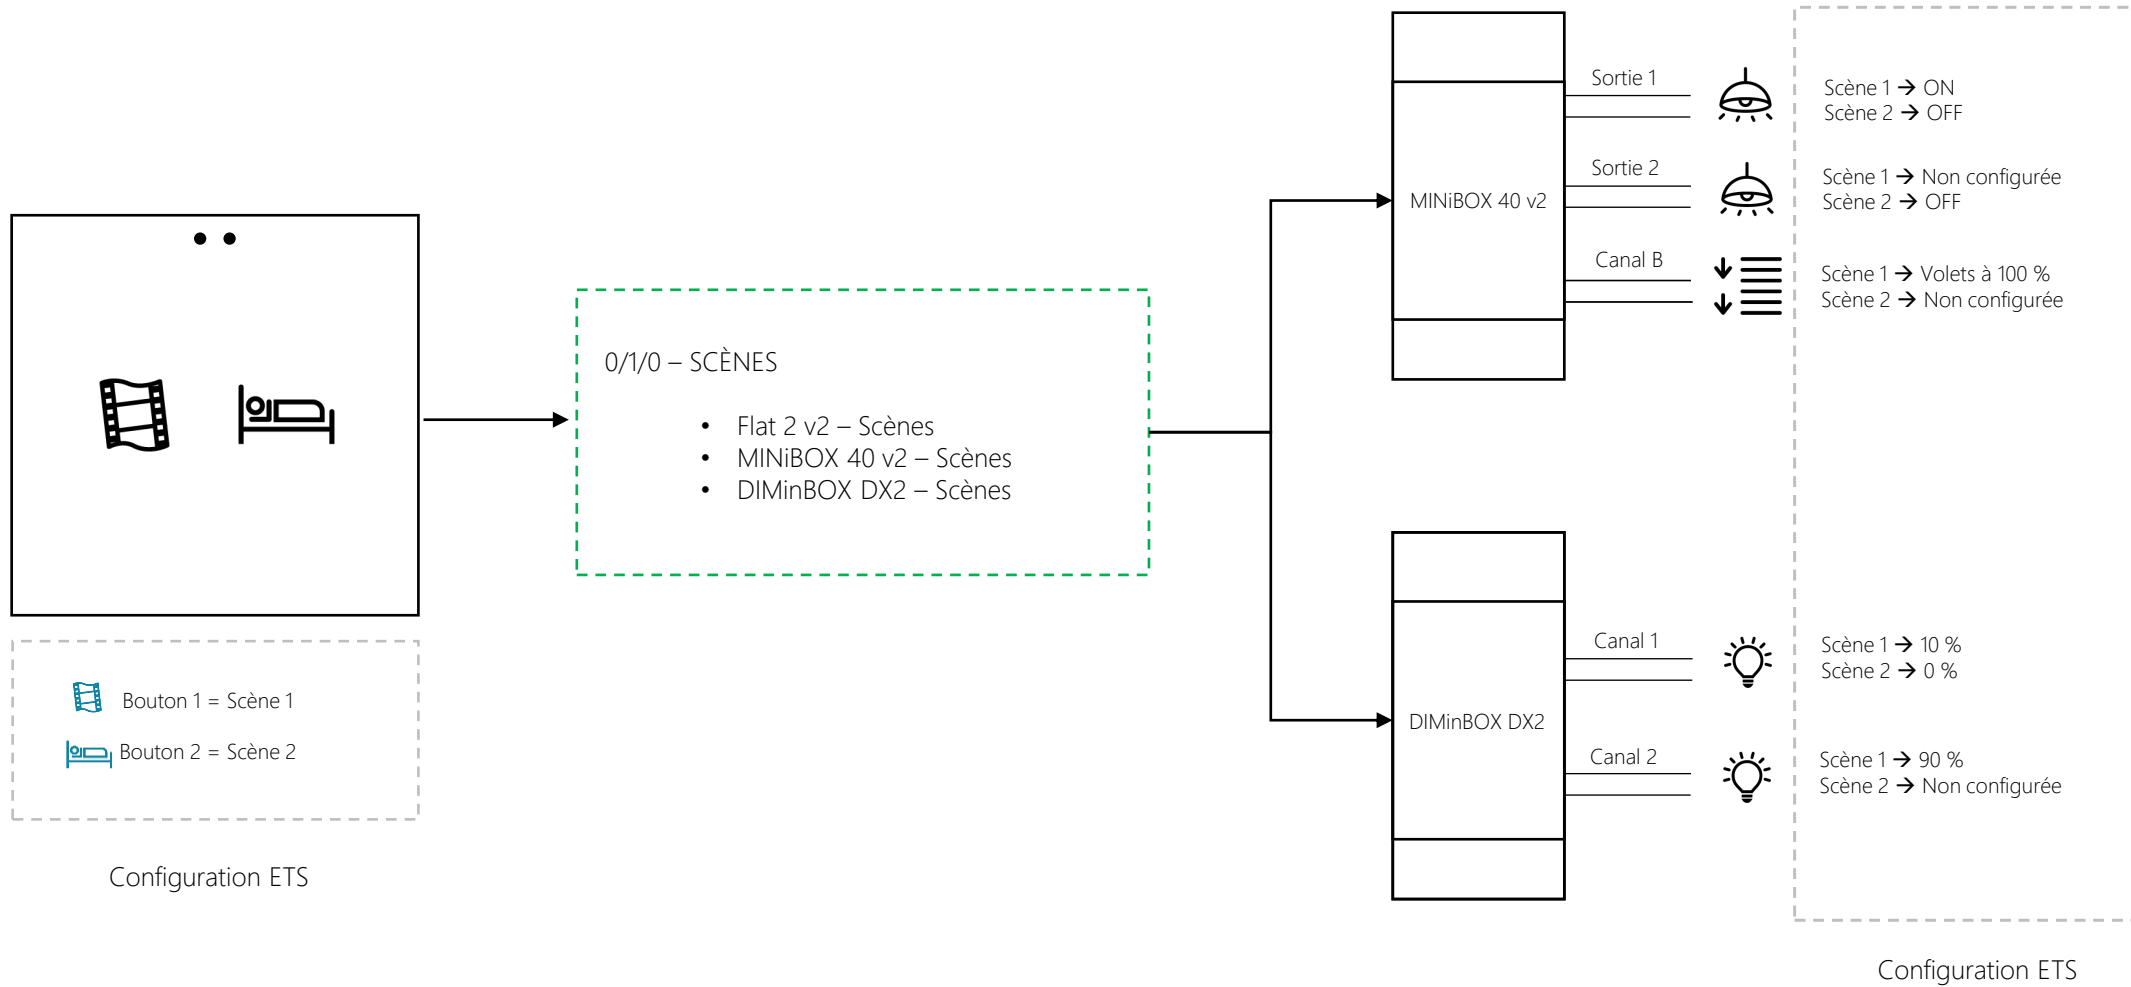 Bouton 1 = Scène 1
Bouton 2 = Scène 2
Configuration ETS
0/1/0 – SCÈNES
• Flat 2 v2 – Scènes
• MINiBOX 40 v2 – Scènes
• DIMinBOX DX2 – Scènes
MINiBOX 40 v2
Sortie 1
Scène 1 → ON
Scène 2 → OFF
Sortie 2
Scène 1 → Non configurée
Scène 2 → OFF
Canal B
Scène 1 → Volets à 100 %
Scène 2 → Non configurée
DIMinBOX DX2
Canal 1
Scène 1 → 10 %
Scène 2 → 0 %
Canal 2
Scène 1 → 90 %
Scène 2 → Non configurée
Configuration ETS